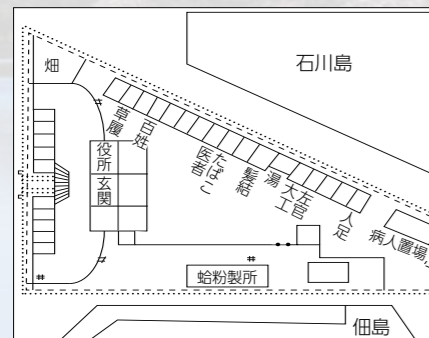 石川島
畑
草履
百姓
医者
たばこ
髪結
湯
大工
左官
人足
病人置場
役所
玄関
蛤粉製所
佃島